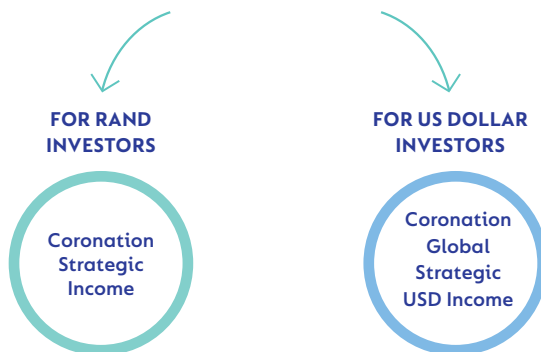 FOR RAND
INVESTORS
Coronation
Strategic
Income
FOR US DOLLAR
INVESTORS
Coronation
Global
Strategic
USD Income